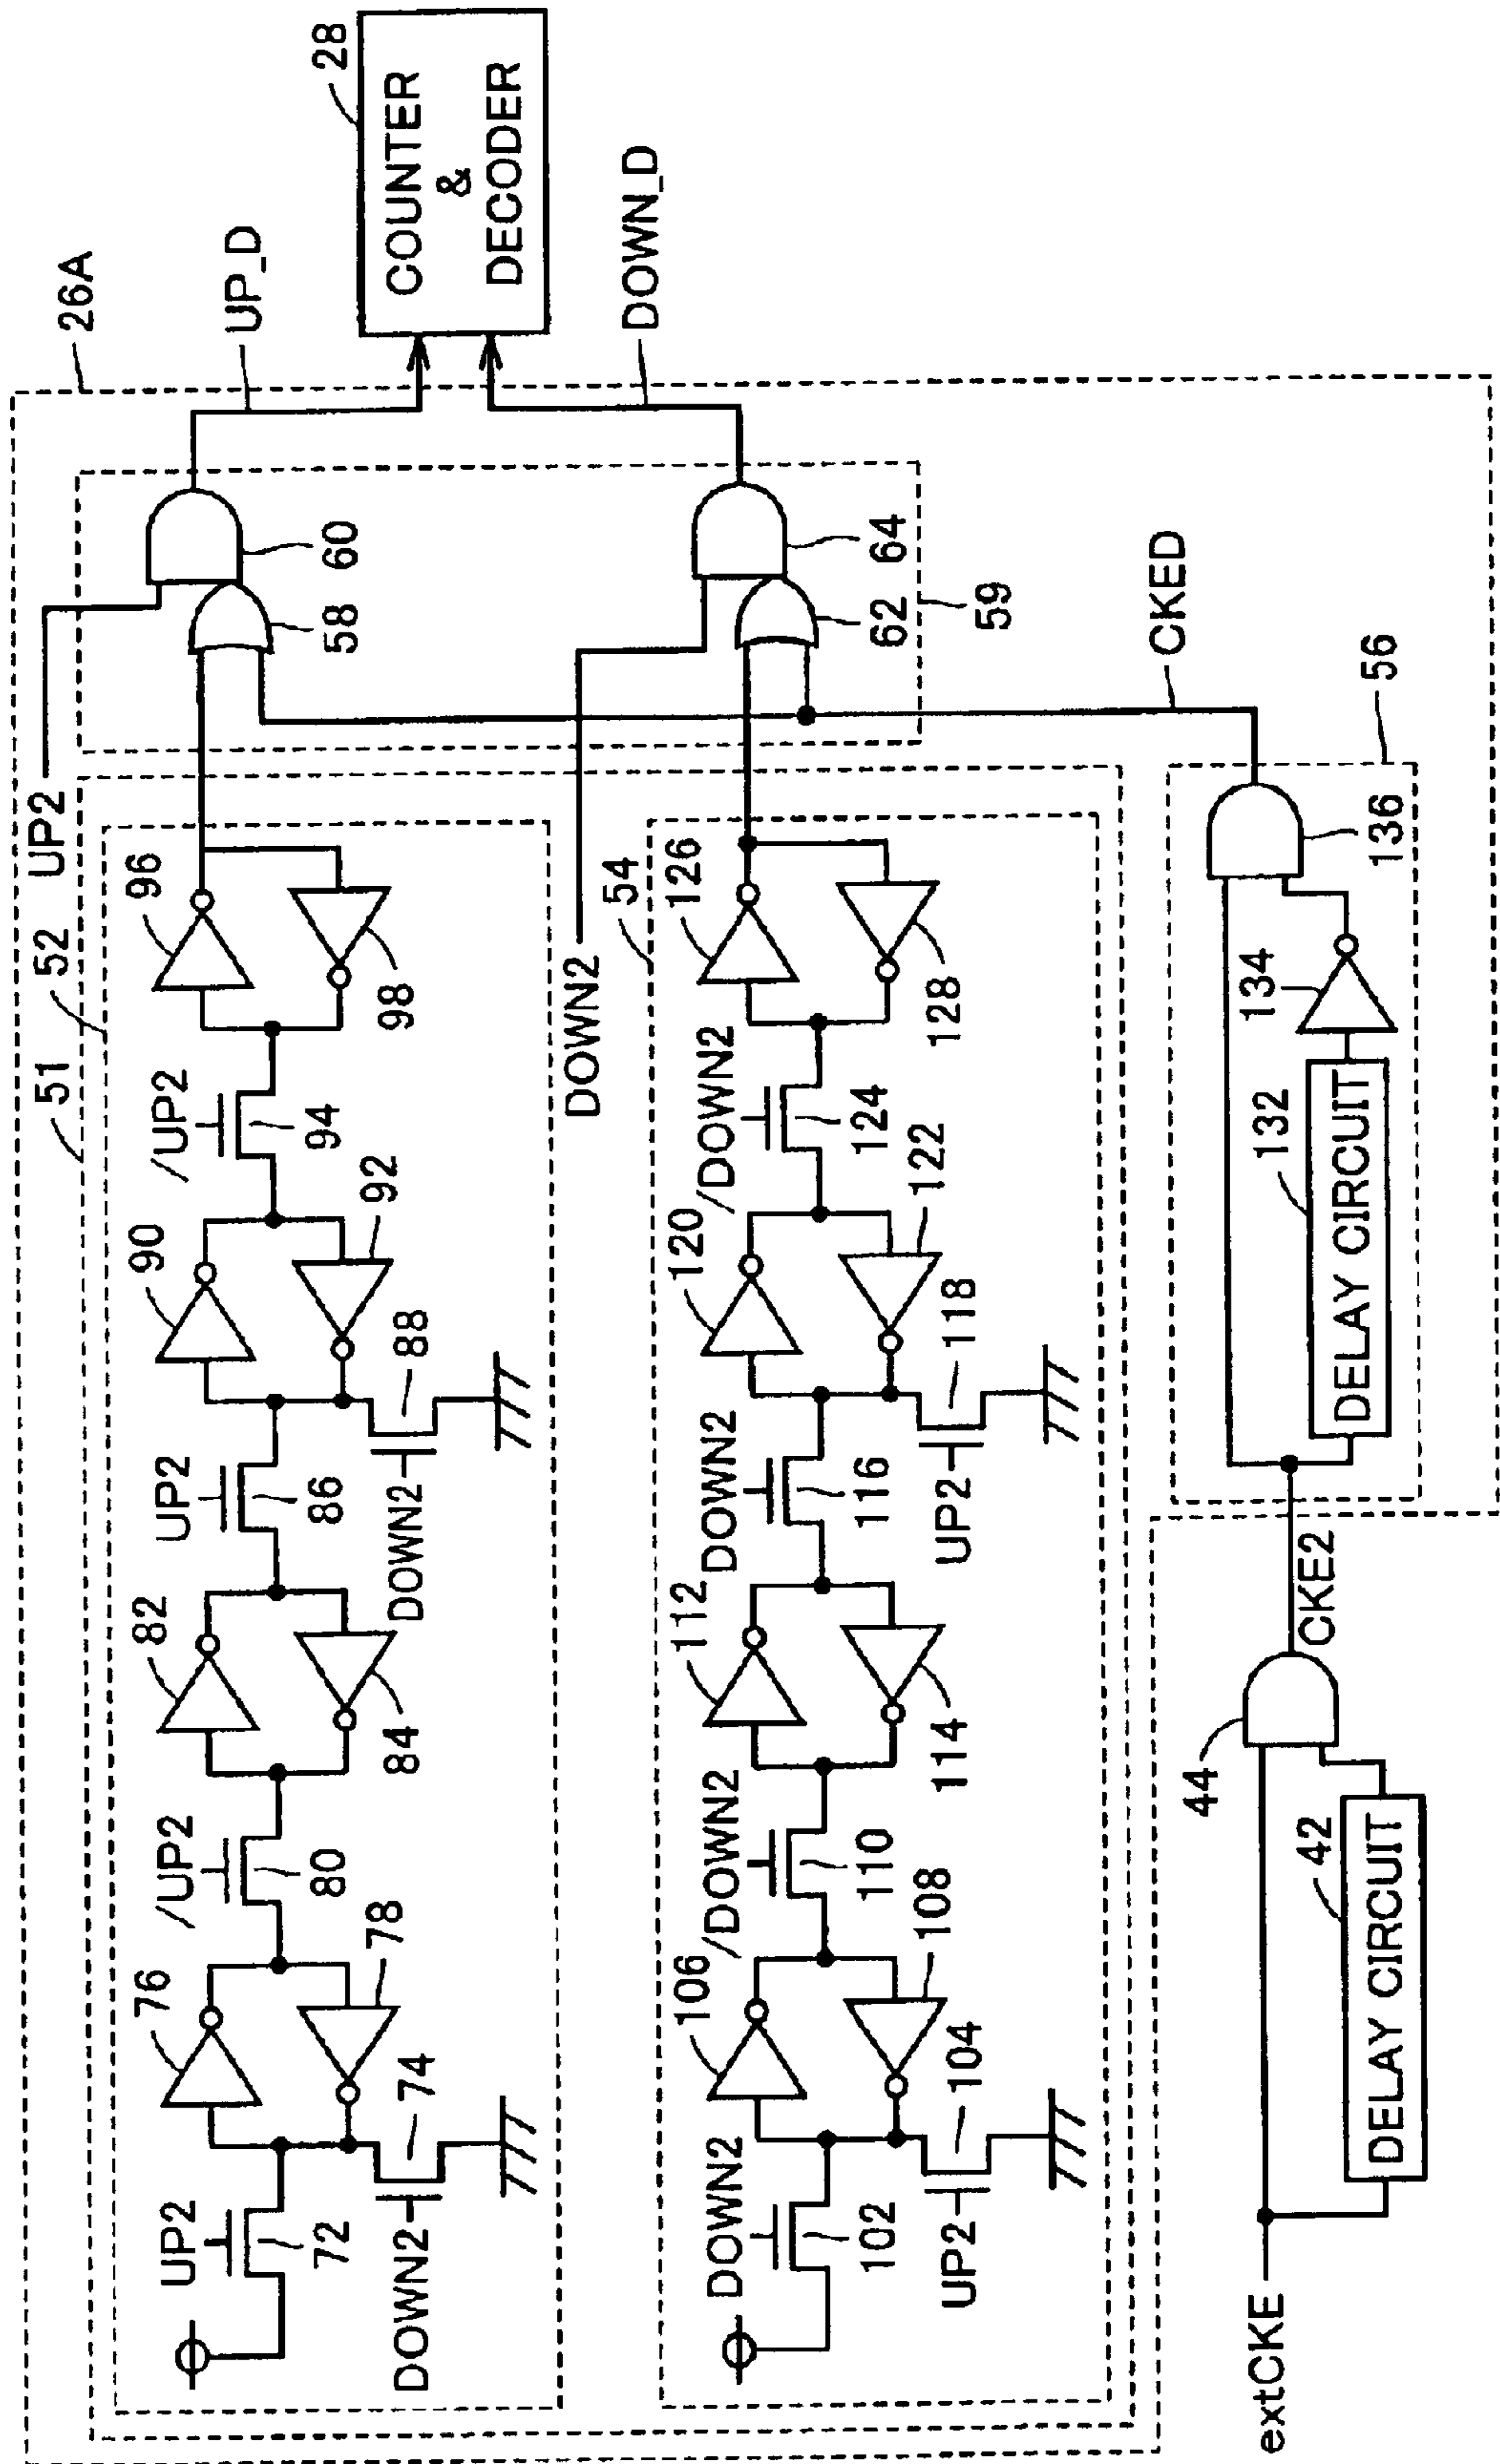 26A
51
52
UP2
UP_D
28
COUNTER
&
DECODER
DOWN_D
60
58
64
62
59
96
98
/UP2
94
90
92
88
UP2
86
DOWN2
82
84
/UP2
80
76
78
74
UP2
72
DOWN2
DOWN2
54
126
128
/DOWN2
124
120
122
118
DOWN2
116
UP2
112
114
/DOWN2
110
106
108
104
DOWN2
102
UP2
CKED
56
136
134
132
DELAY CIRCUIT
CKE2
44
42
DELAY CIRCUIT
extCKE